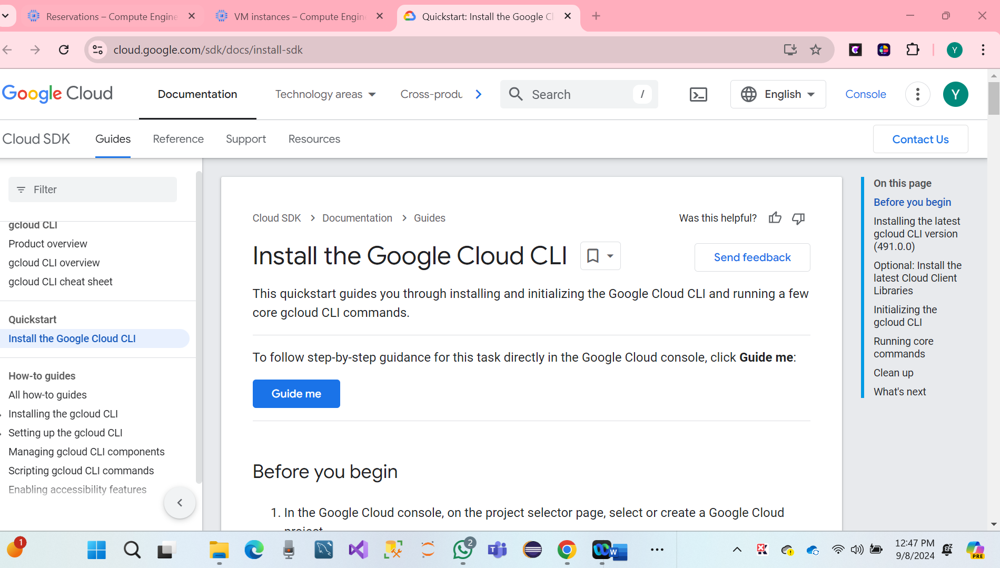 Reservations – Compute Engine
VM instances – Compute Engin
Quickstart: Install the Google Cl
cloud.google.com/sdk/docs/install-sdk
Y
Google Cloud
Documentation
Technology areas
Cross-produ
Search
/
English
Console
Y
Cloud SDK
Guides
Reference
Support
Resources
Contact Us
Filter
gcloud CLI
Product overview
gcloud CLI overview
gcloud CLI cheat sheet
Quickstart
Install the Google Cloud CLI
How-to guides
All how-to guides
Installing the gcloud CLI
Setting up the gcloud CLI
Managing gcloud CLI components
Scripting gcloud CLI commands
Enabling accessibility features
Cloud SDK
Documentation
Guides
Was this helpful?
Install the Google Cloud CLI
Send feedback
This quickstart guides you through installing and initializing the Google Cloud CLI and running a few
core gcloud CLI commands.
To follow step-by-step guidance for this task directly in the Google Cloud console, click Guide me:
Guide me
Before you begin
1. In the Google Cloud console, on the project selector page, select or create a Google Cloud
project.
On this page
Before you begin
Installing the latest
gcloud CLI version
(491.0.0)
Optional: Install the
latest Cloud Client
Libraries
Initializing the
gcloud CLI
Running core
commands
Clean up
What's next
1
2
T
W
12:47 PM
9/8/2024
PRE